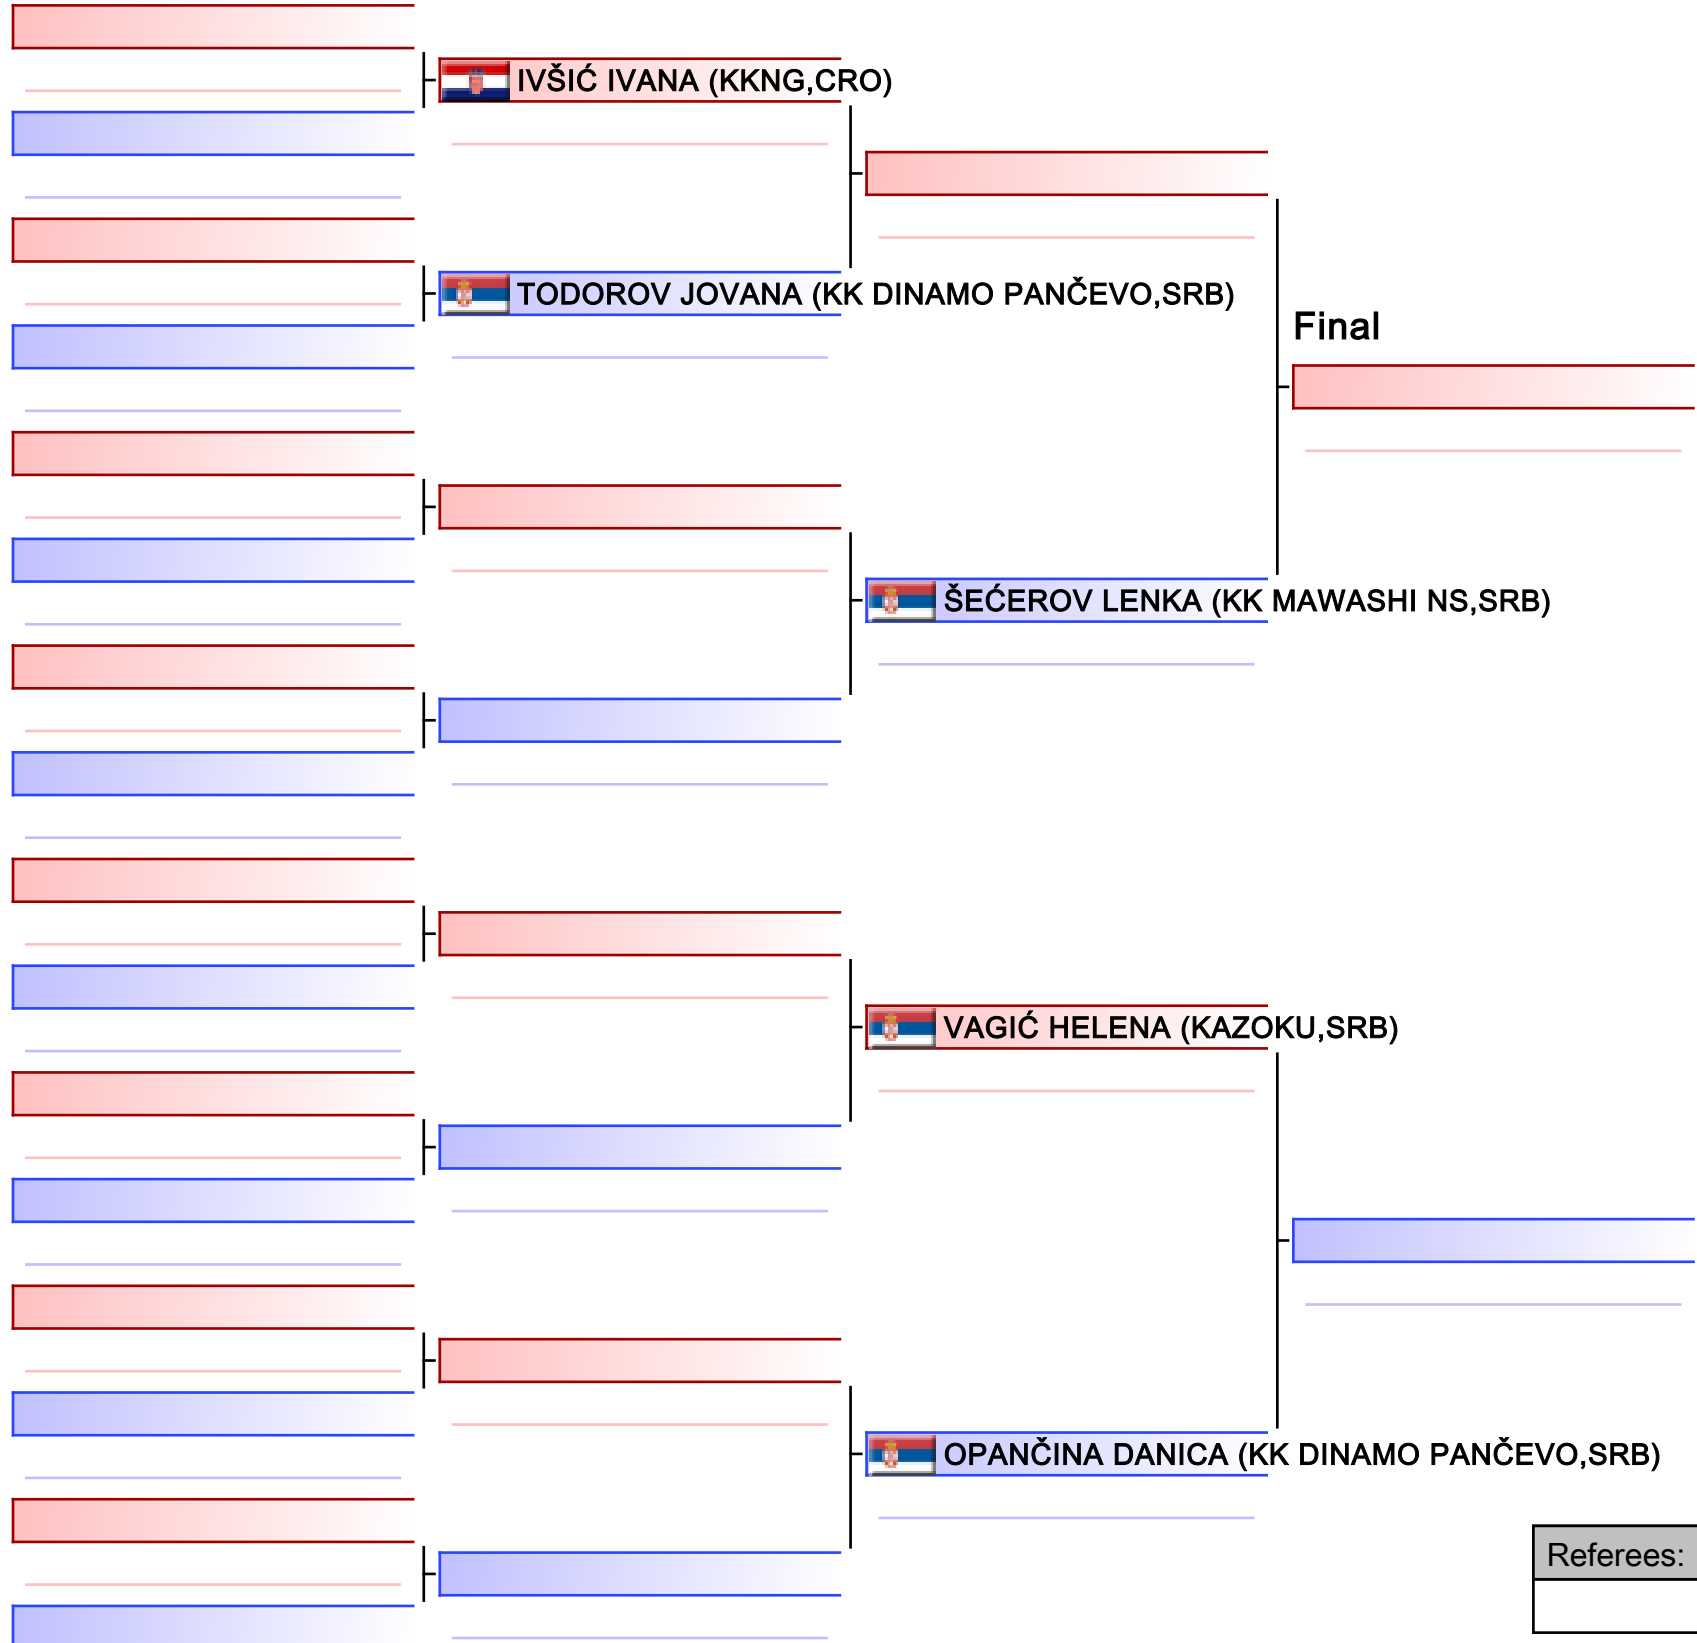 IVŠIĆ IVANA (KKNG,CRO)
TODOROV JOVANA (KK DINAMO PANČEVO,SRB)
Final
ŠEĆEROV LENKA (KK MAWASHI NS,SRB)
VAGIĆ HELENA (KAZOKU,SRB)
OPANČINA DANICA (KK DINAMO PANČEVO,SRB)
Referees: